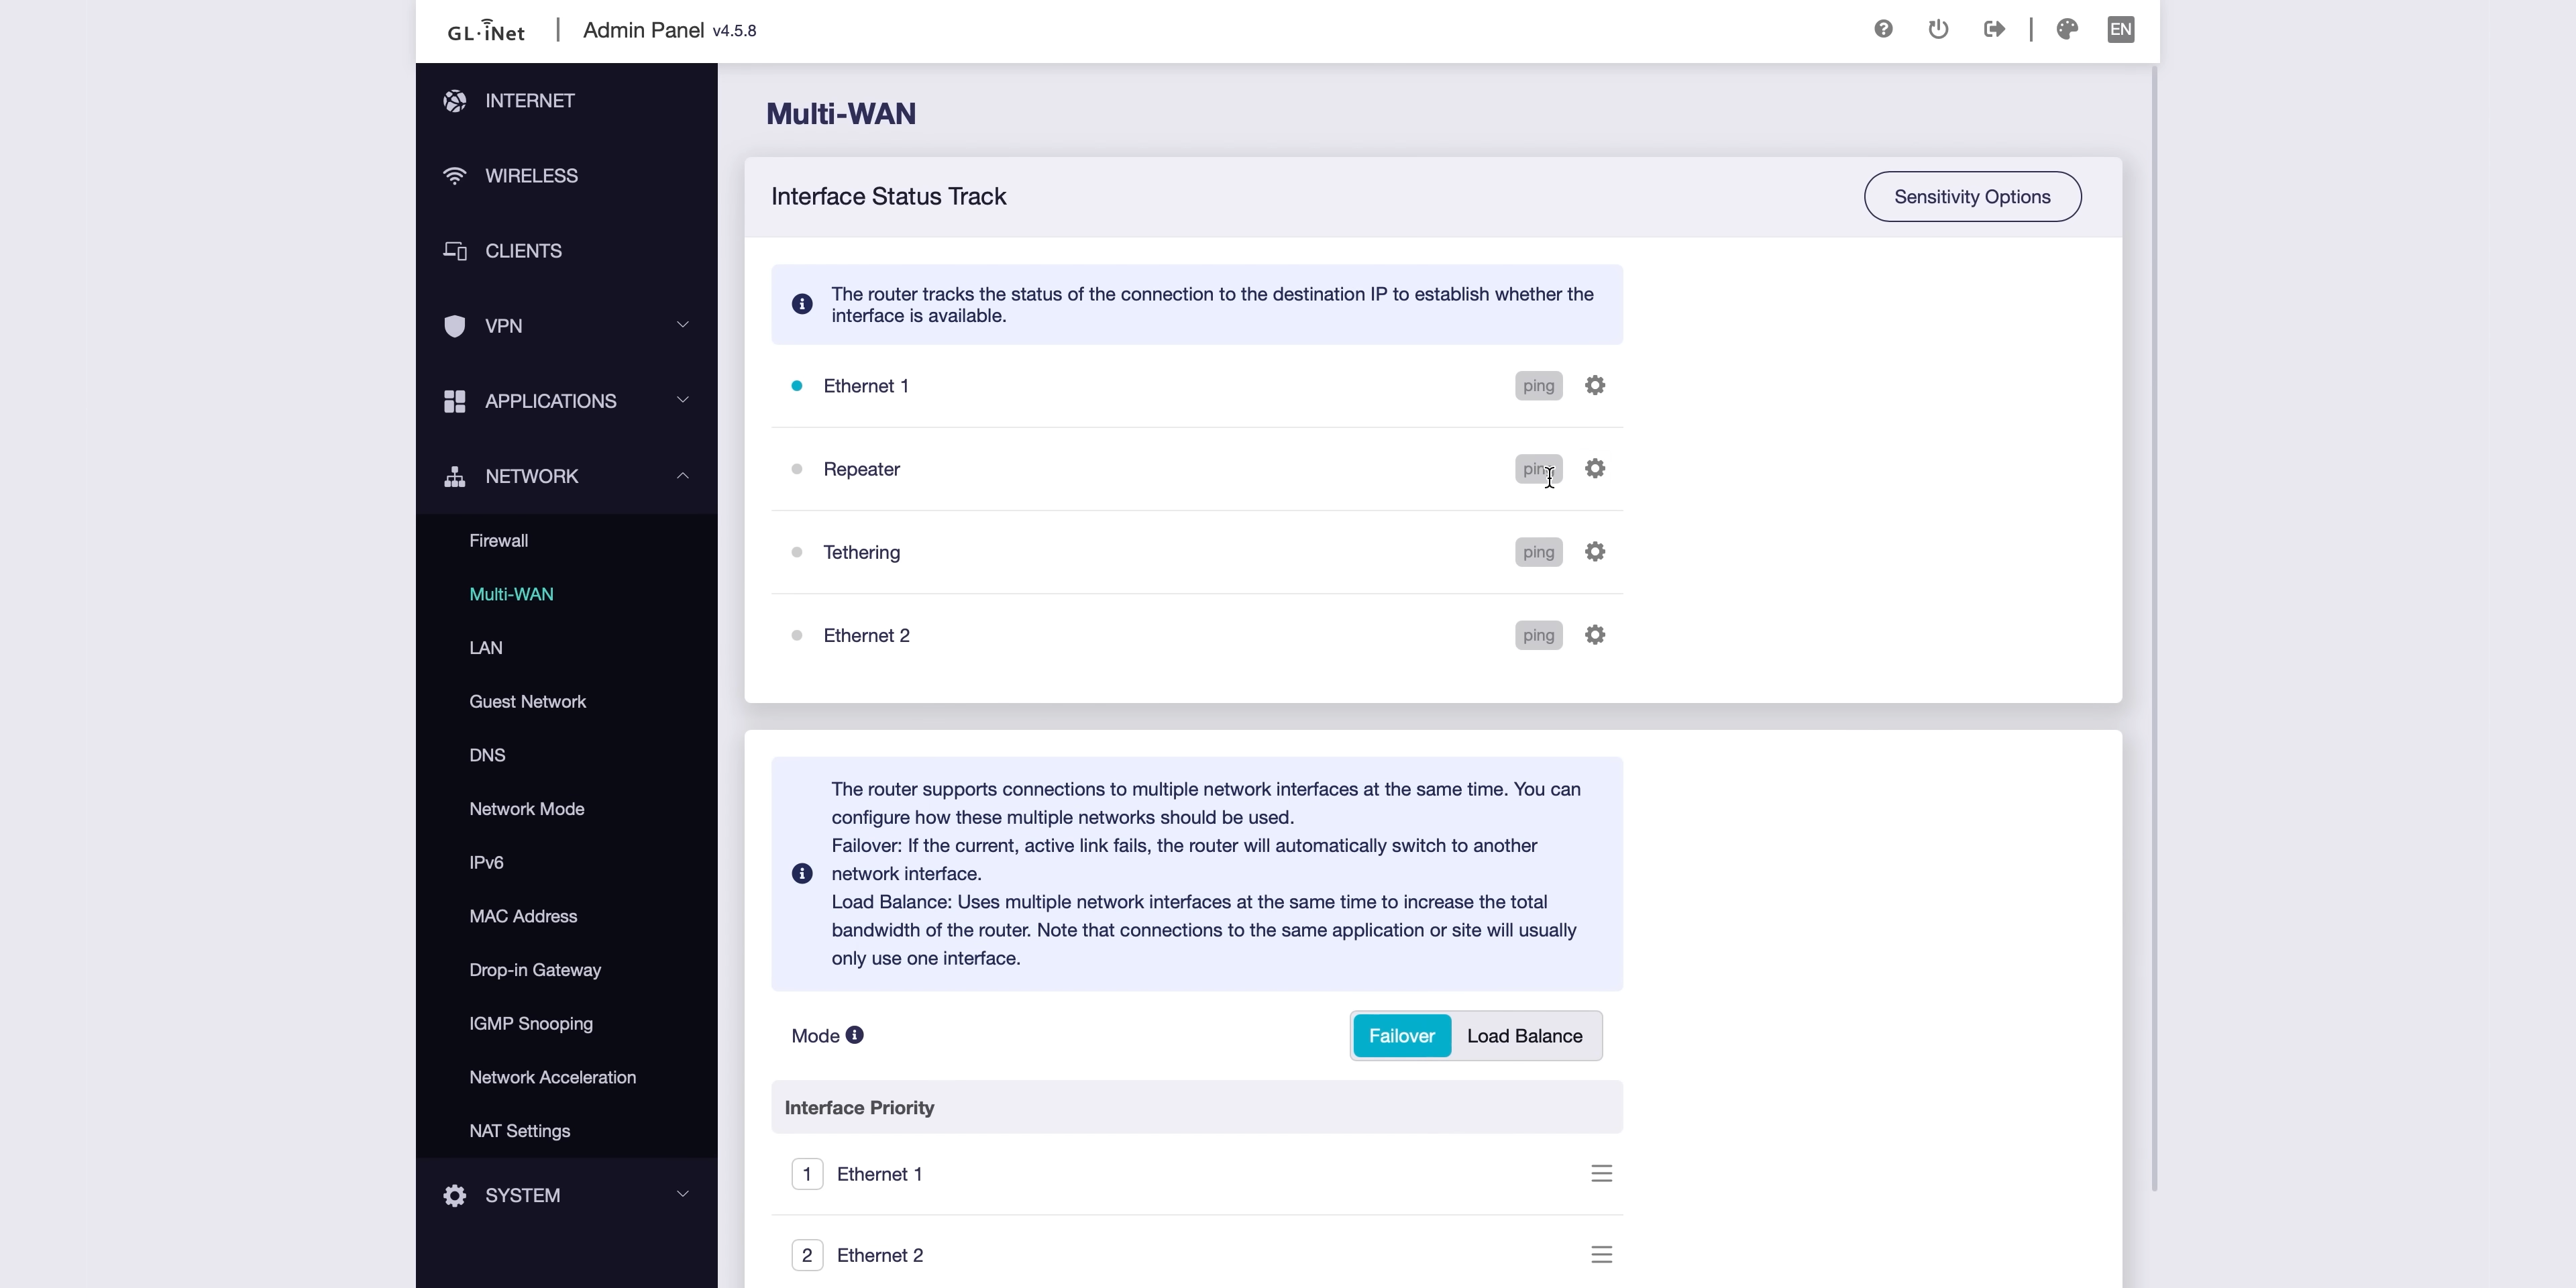 GL·iNet
Admin Panel v4.5.8
EN
INTERNET
WIRELESS
CLIENTS
VPN
APPLICATIONS
NETWORK
Firewall
Multi-WAN
LAN
Guest Network
DNS
Network Mode
IPv6
MAC Address
Drop-in Gateway
IGMP Snooping
Network Acceleration
NAT Settings
SYSTEM
Multi-WAN
Interface Status Track
Sensitivity Options
The router tracks the status of the connection to the destination IP to establish whether the
interface is available.
Ethernet 1
ping
Repeater
ping
Tethering
ping
Ethernet 2
ping
The router supports connections to multiple network interfaces at the same time. You can
configure how these multiple networks should be used.
Failover: If the current, active link fails, the router will automatically switch to another
network interface.
Load Balance: Uses multiple network interfaces at the same time to increase the total
bandwidth of the router. Note that connections to the same application or site will usually
only use one interface.
Mode
Failover
Load Balance
Interface Priority
1 Ethernet 1
2 Ethernet 2